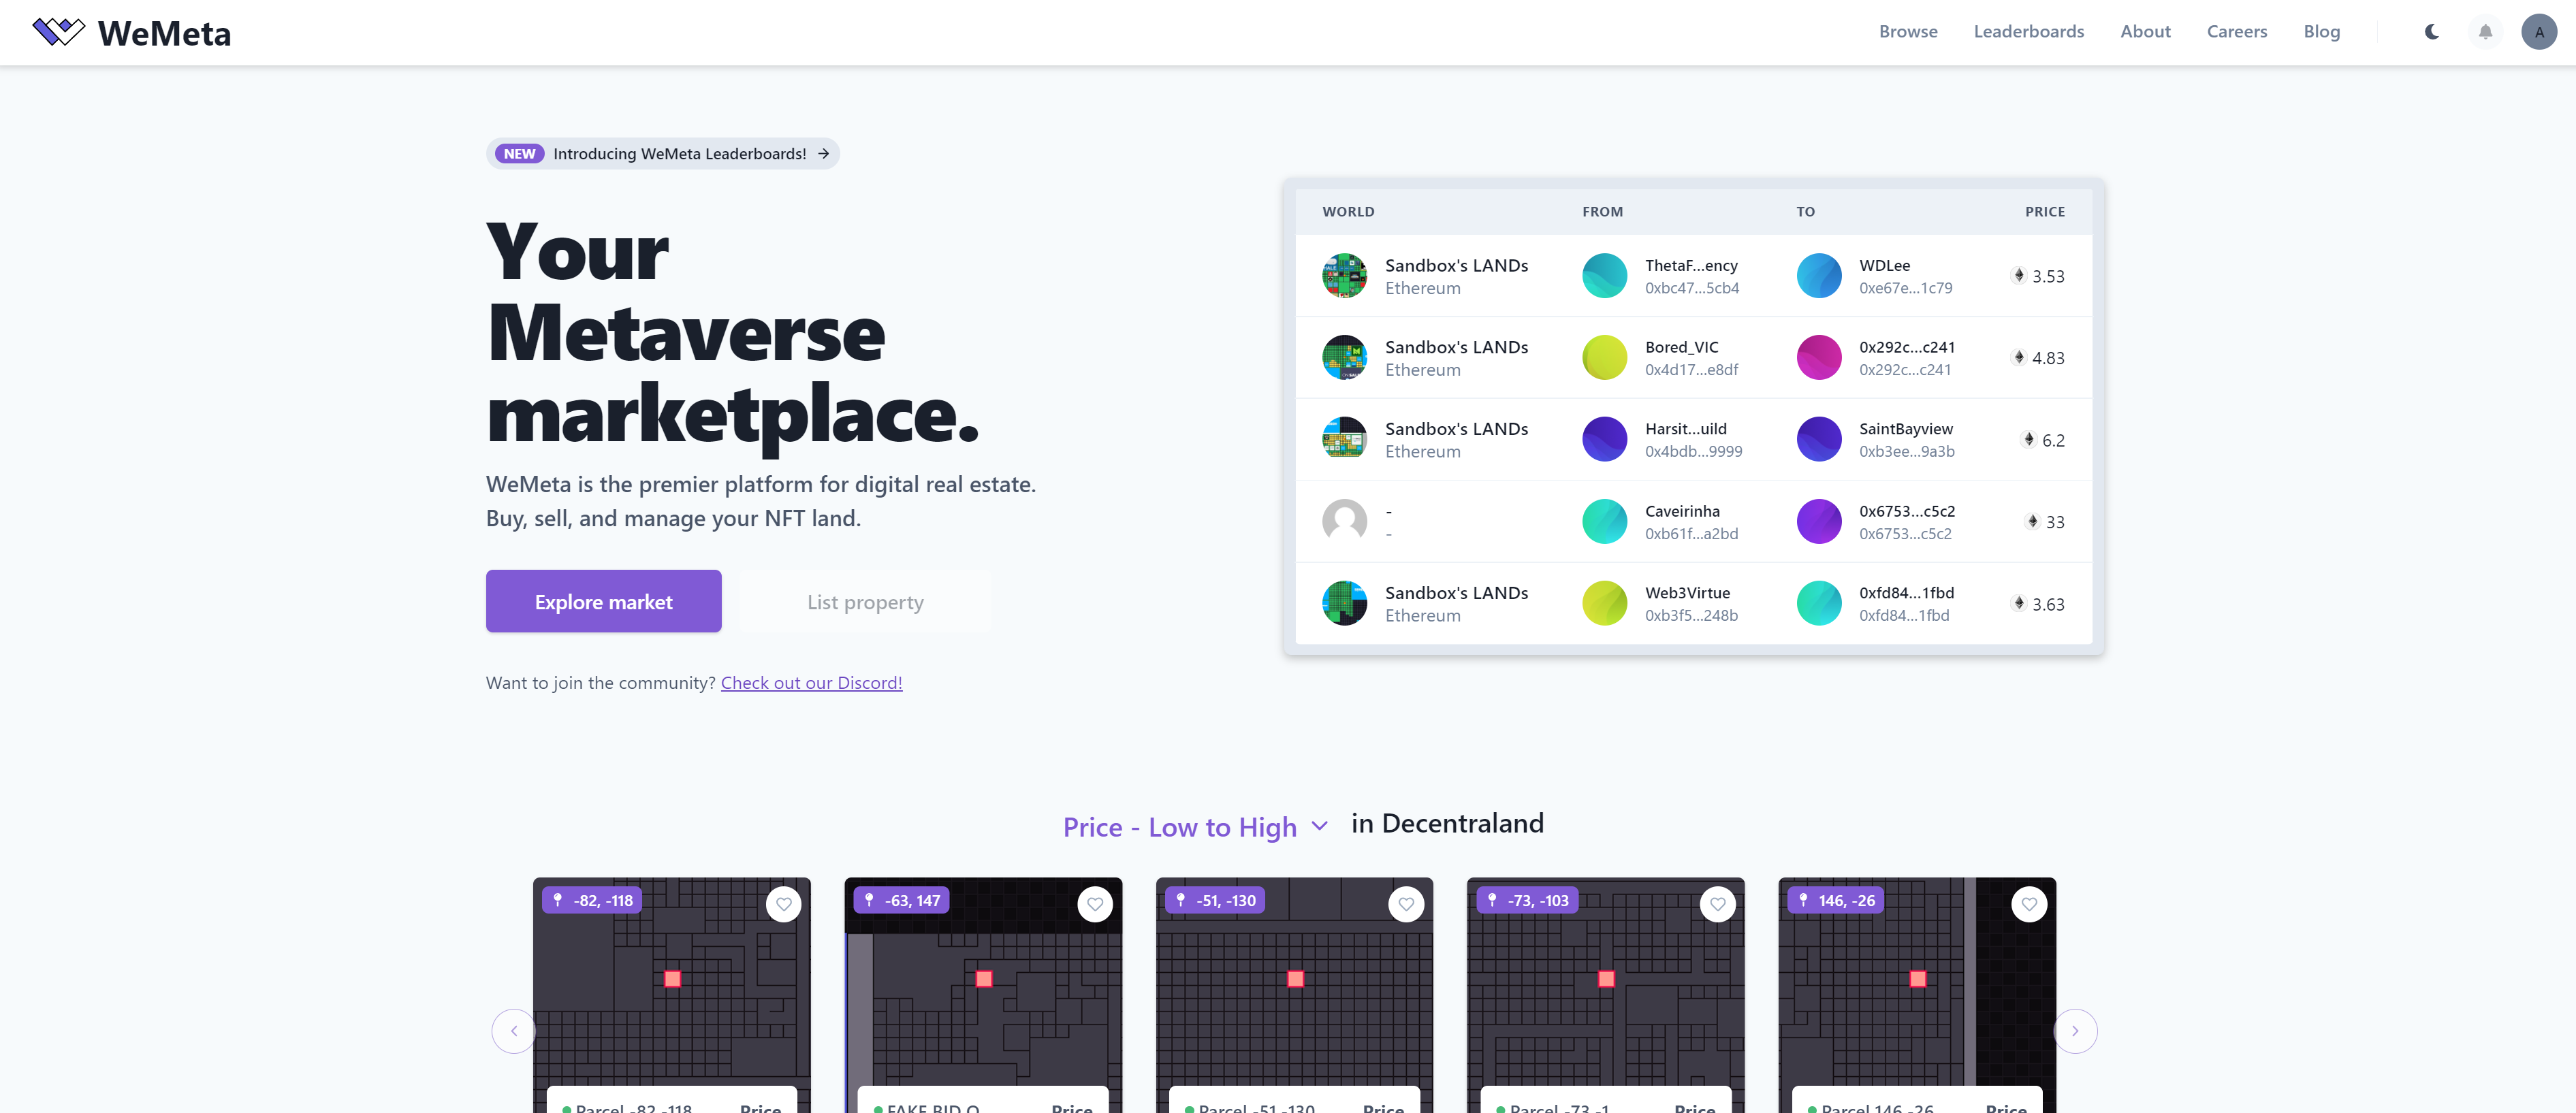 WeMeta
Browse
Leaderboards
About
Careers
Blog
A
NEW Introducing WeMeta Leaderboards!
Your
Metaverse
marketplace.
WeMeta is the premier platform for digital real estate.
Buy, sell, and manage your NFT land.
Explore market
List property
Want to join the community? Check out our Discord!
WORLD FROM TO PRICE
Sandbox's LANDs ThetaF...ency WDLee 3.53
Ethereum 0xbc47...5cb4 0xe67e...1c79
Sandbox's LANDs Bored_VIC 0x292c...c241 4.83
Ethereum 0x4d17...e8df 0x292c...c241
Sandbox's LANDs Harsit...uild SaintBayview 6.2
Ethereum 0x4bdb...9999 0xb3ee...9a3b
- Caveirinha 0x6753...c5c2 33
- 0xb61f...a2bd 0x6753...c5c2
Sandbox's LANDs Web3Virtue 0xfd84...1fbd 3.63
Ethereum 0xb3f5...248b 0xfd84...1fbd
Price - Low to High in Decentraland
-82, -118
-63, 147
-51, -130
-73, -103
146, -26
Parcel -82,-118 Price
FAKE BID O Price
Parcel -51,-130 Price
Parcel -73,-1 Price
Parcel 146,-26 Price